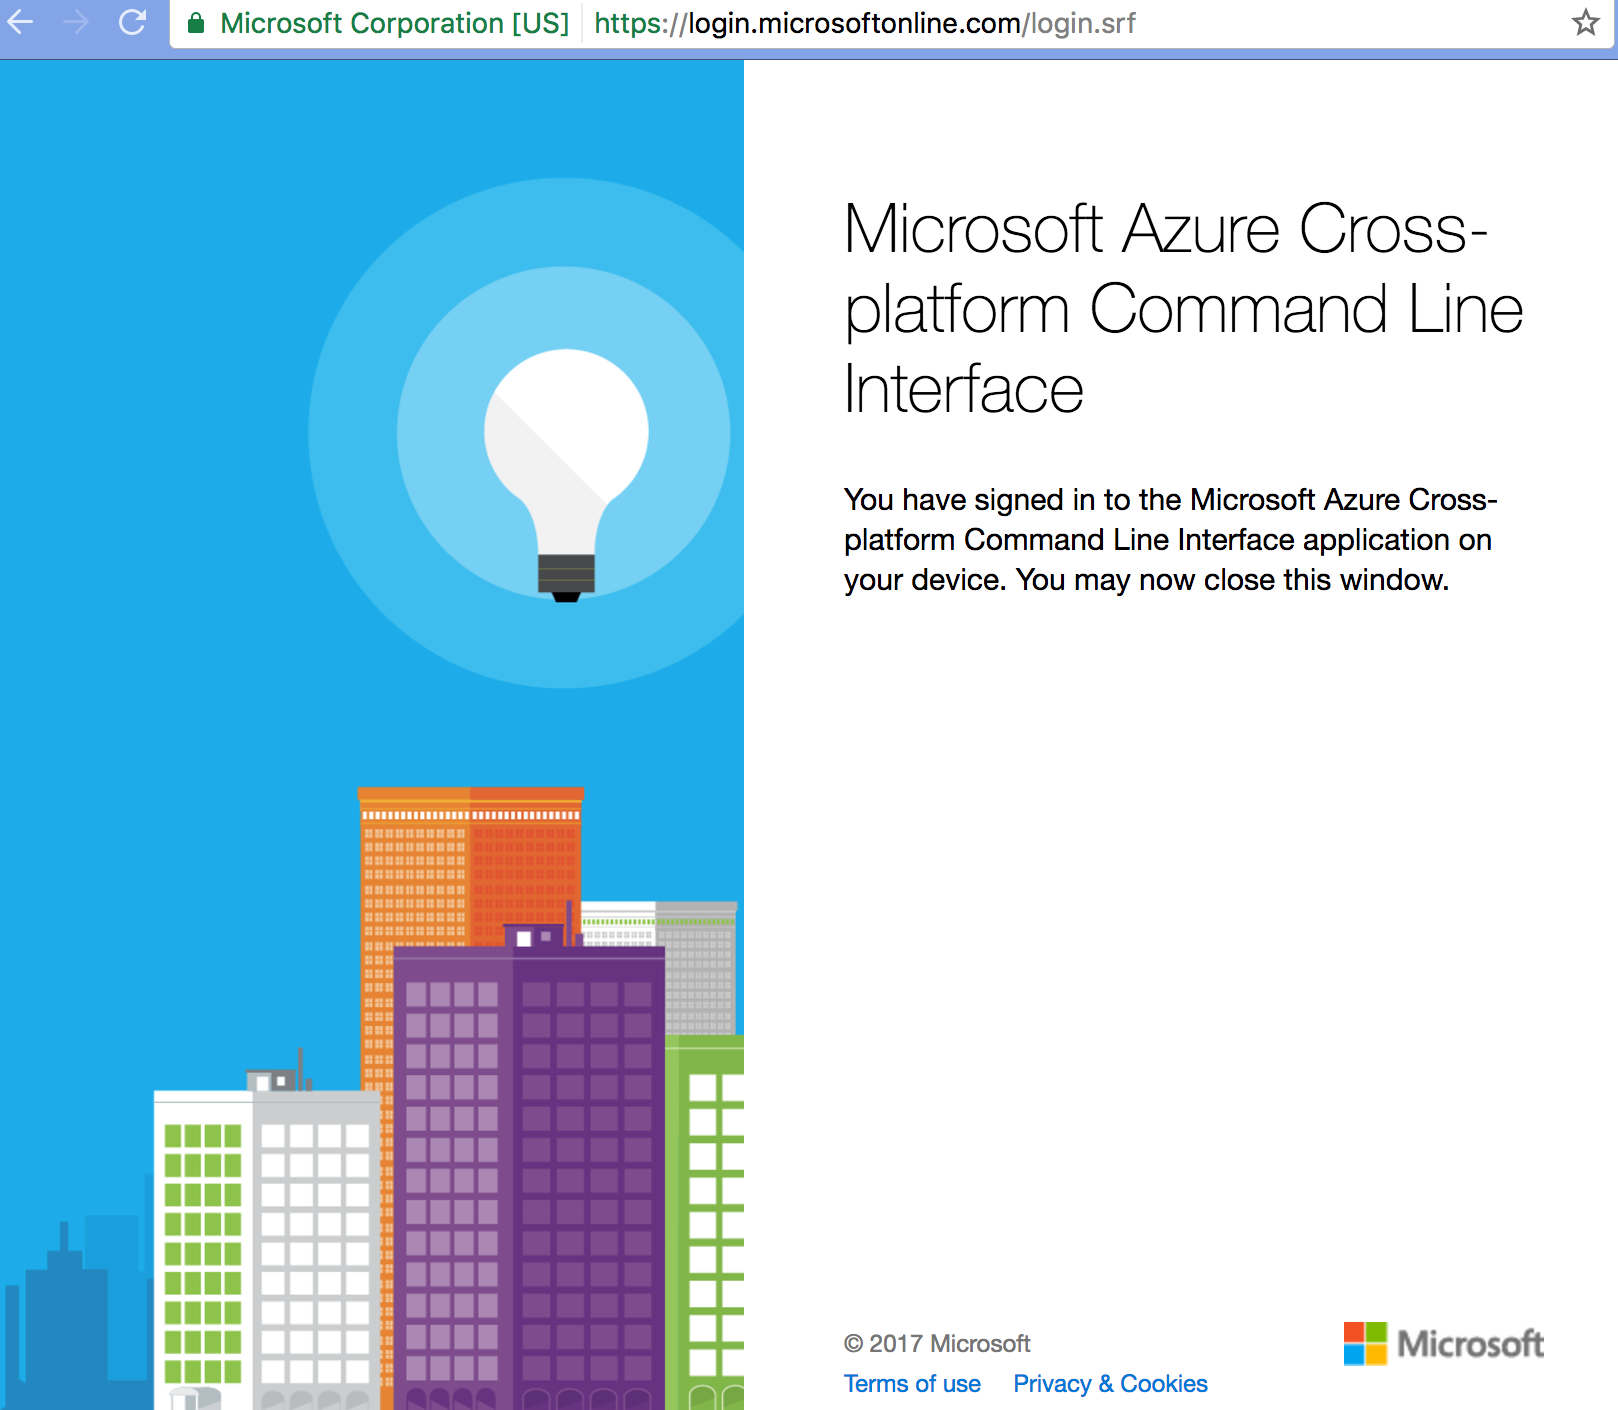 Microsoft Corporation [US] https://login.microsoftonline.com/login.srf
Microsoft Azure Cross-
platform Command Line
Interface
You have signed in to the Microsoft Azure Cross-
platform Command Line Interface application on
your device. You may now close this window.
© 2017 Microsoft
Microsoft
Terms of use Privacy & Cookies